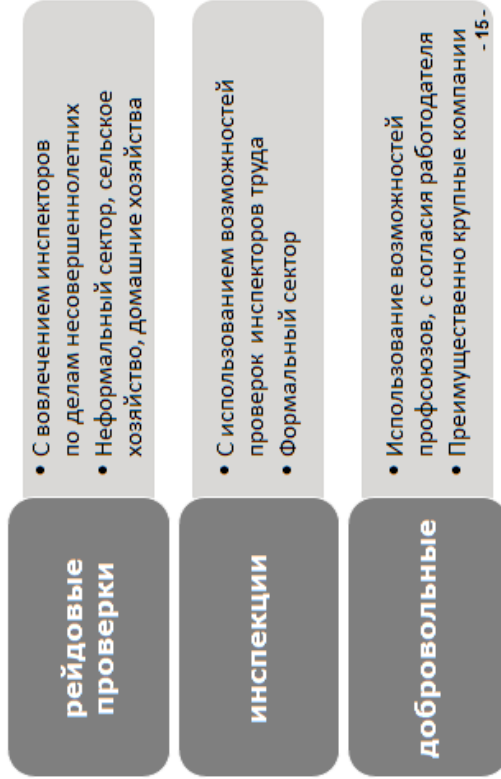 рейдовые
проверки
• С вовлечением инспекторов
по делам несовершеннолетних
• Неформальный сектор, сельское
хозяйство, домашние хозяйства
инспекции
• С использованием возможностей
проверок инспекторов труда
• Формальный сектор
добровольные
• Использование возможностей
профсоюзов, с согласия работодателя
• Преимущественно крупные компании
- 15 -